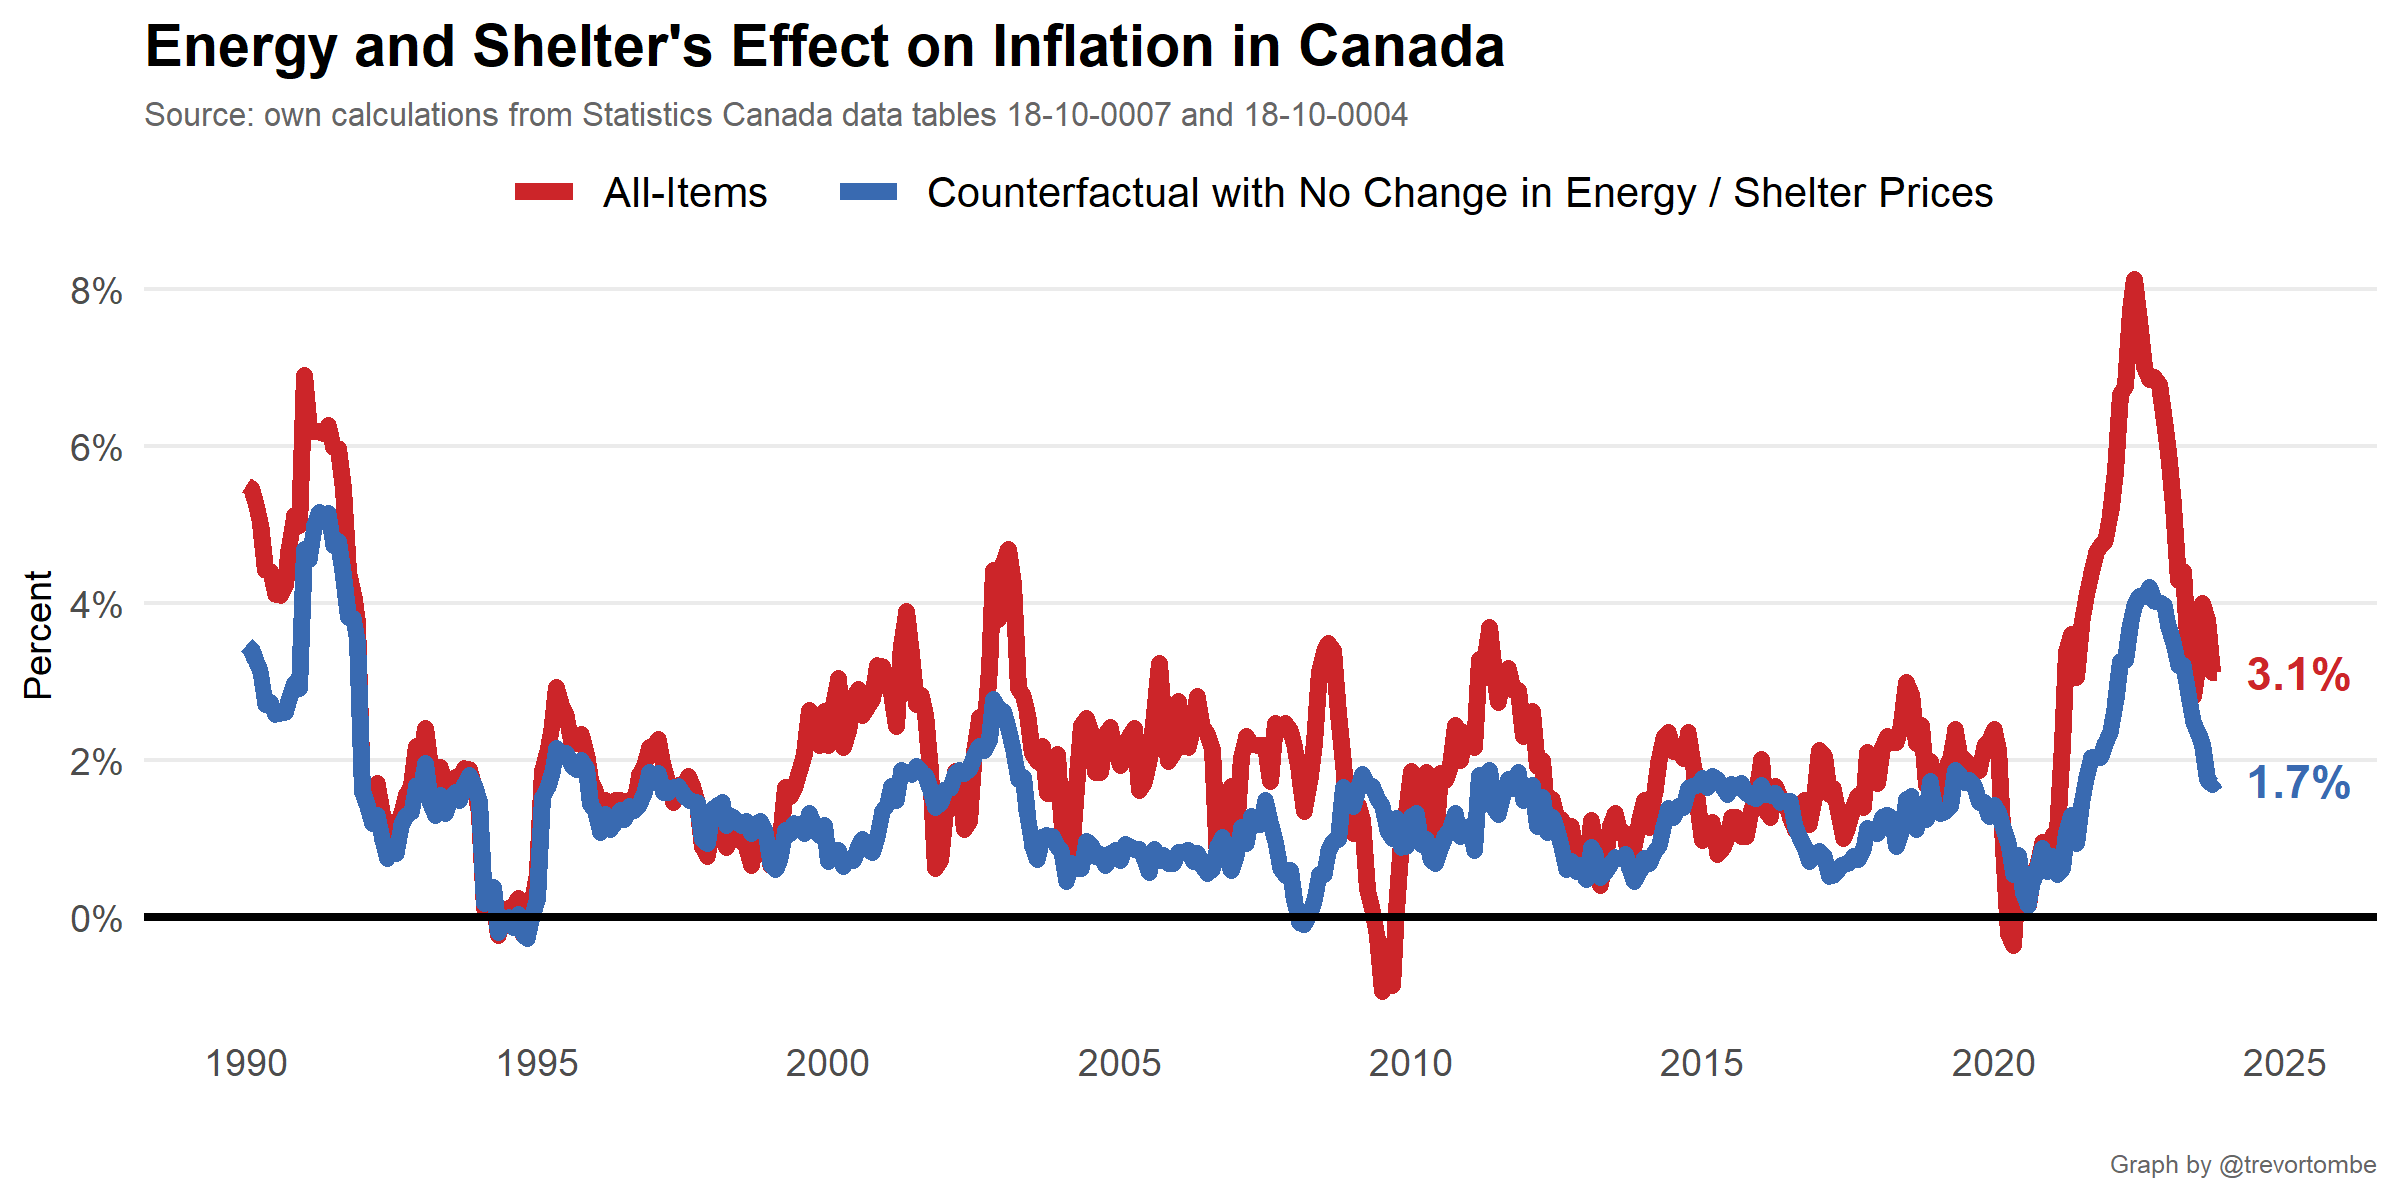 Energy and Shelter's Effect on Inflation in Canada
Source: own calculations from Statistics Canada data tables 18-10-0007 and 18-10-0004
All-Items
Counterfactual with No Change in Energy / Shelter Prices
Percent
8%
6%
4%
2%
0%
3.1%
1.7%
1990
1995
2000
2005
2010
2015
2020
2025
Graph by @trevortombe